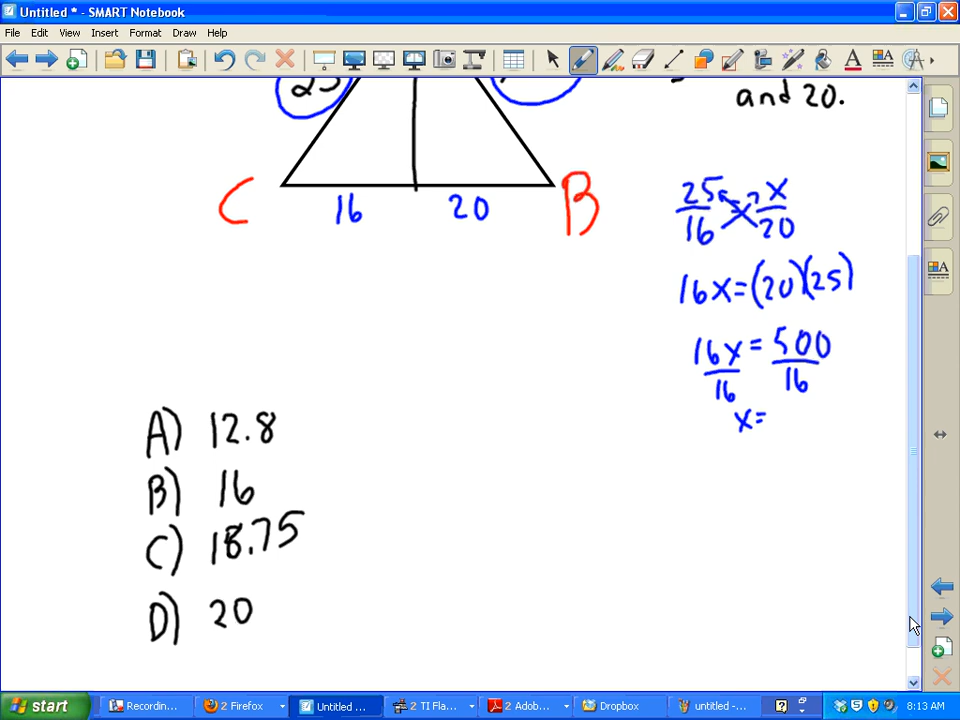 Untitled * - SMART Notebook
File Edit View Insert Format Draw Help
25
and 20.
C 16 20 B
25/16 = x/20
16x=(20)(25)
16x = 500
16 16
x=
A) 12.8
B) 16
C) 18.75
D) 20
start Recordin... 2 Firefox Untitled ... 2 TI Fla... 2 Adob... Dropbox untitled -... 8:13 AM